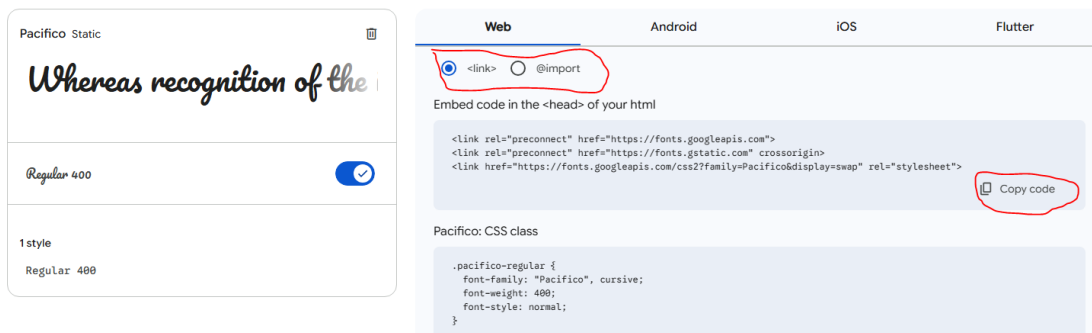 Pacifico Static
Whereas recognition of the
Regular 400
1 style
Regular 400
Web Android iOS Flutter
<link> @import
Embed code in the <head> of your html
<link rel="preconnect" href="https://fonts.googleapis.com">
<link rel="preconnect" href="https://fonts.gstatic.com" crossorigin>
<link href="https://fonts.googleapis.com/css2?family=Pacifico&display=swap" rel="stylesheet">
Copy code
Pacifico: CSS class
.pacifico-regular {
font-family: "Pacifico", cursive;
font-weight: 400;
font-style: normal;
}